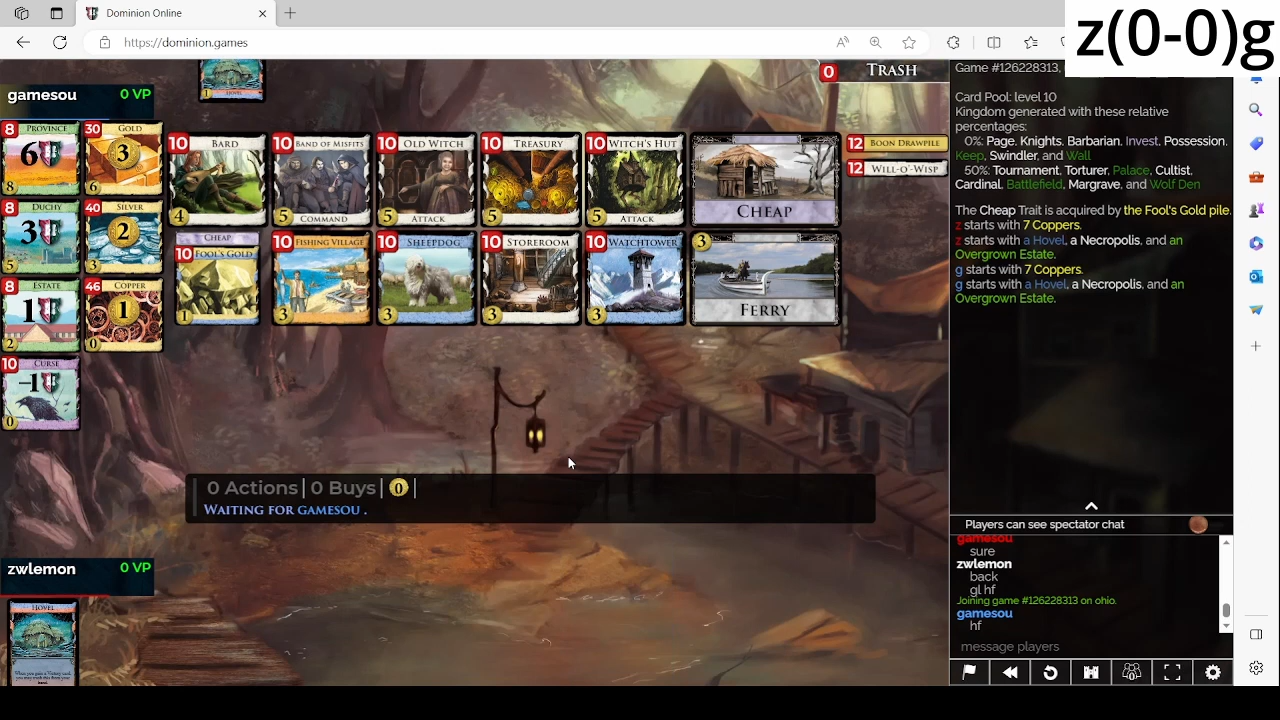 Dominion Online
https://dominion.games
z(0-0)g
gamesou
0 VP
1
HOVEL
0
TRASH
Game #126228313,
Card Pool: level 10
Kingdom generated with these relative
percentages:
0%: Page, Knights, Barbarian, Invest, Possession,
Keep, Swindler, and Wall
50%: Tournament, Torturer, Palace, Cultist,
Cardinal, Battlefield, Margrave, and Wolf Den
The Cheap Trait is acquired by the Fool's Gold pile.
z starts with 7 Coppers.
z starts with a Hovel, a Necropolis, and an
Overgrown Estate.
g starts with 7 Coppers.
g starts with a Hovel, a Necropolis, and an
Overgrown Estate.
8 PROVINCE
6
8
30 GOLD
3
6
10 BARD
4
10 BAND OF MISFITS
5 COMMAND
10 OLD WITCH
5 ATTACK
10 TREASURY
5
10 WITCH'S HUT
5 ATTACK
CHEAP
12 BOON DRAWPILE
12 WILL-O'-WISP
8 DUCHY
3
5
40 SILVER
2
3
CHEAP
10 FOOL'S GOLD
1
10 FISHING VILLAGE
3
10 SHEEPDOG
3
10 STOREROOM
3
10 WATCHTOWER
3
3
FERRY
8 ESTATE
1
2
46 COPPER
1
0
10 CURSE
-1
0
0 Actions| 0 Buys| 0 |
WAITING FOR GAMESOU .
Players can see spectator chat
gamesou
sure
zwlemon
back
gl hf
Joining game #126228313 on ohio.
gamesou
hf
message players
zwlemon
0 VP
HOVEL